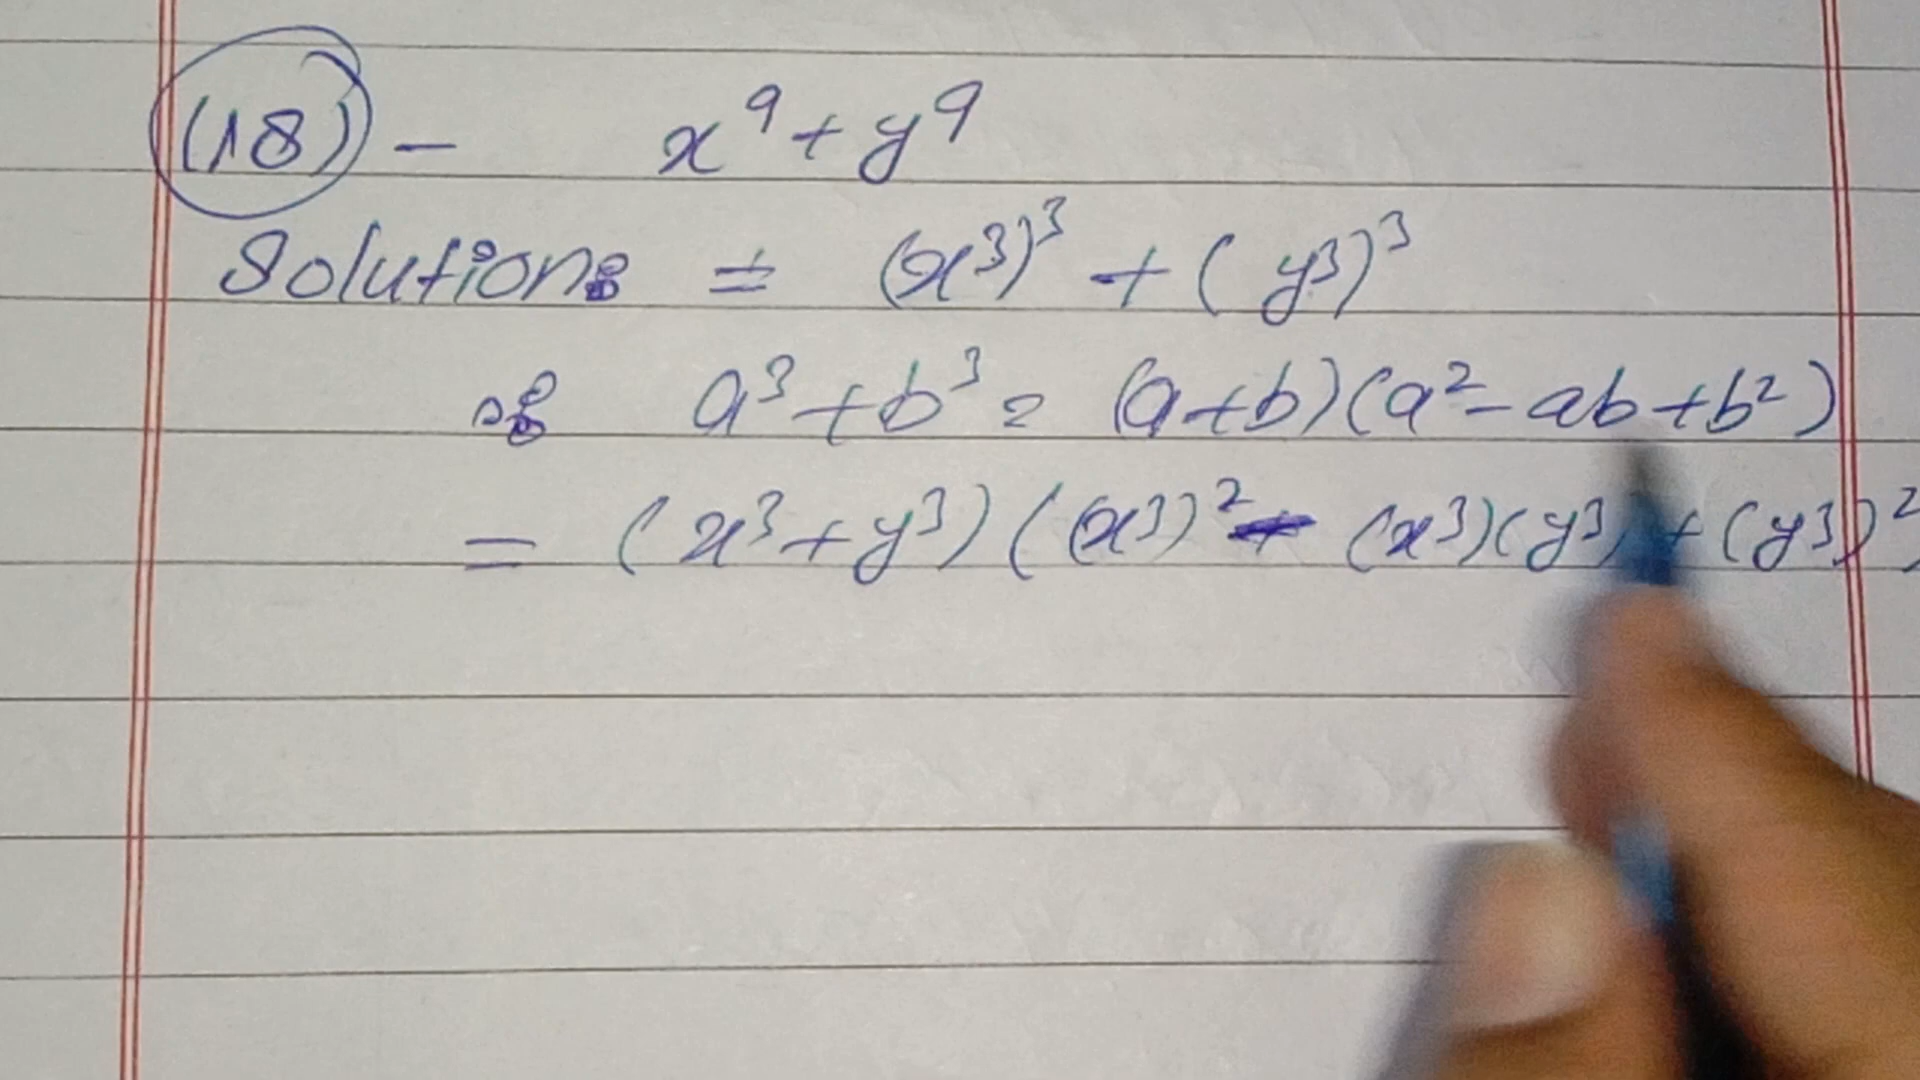 (18) - x⁹ + y⁹
Solution: = (x³)³ + (y³)³
a³ + b³ = (a+b)(a² - ab + b²)
= (x³ + y³)((x³)² - (x³)(y³) + (y³)²)